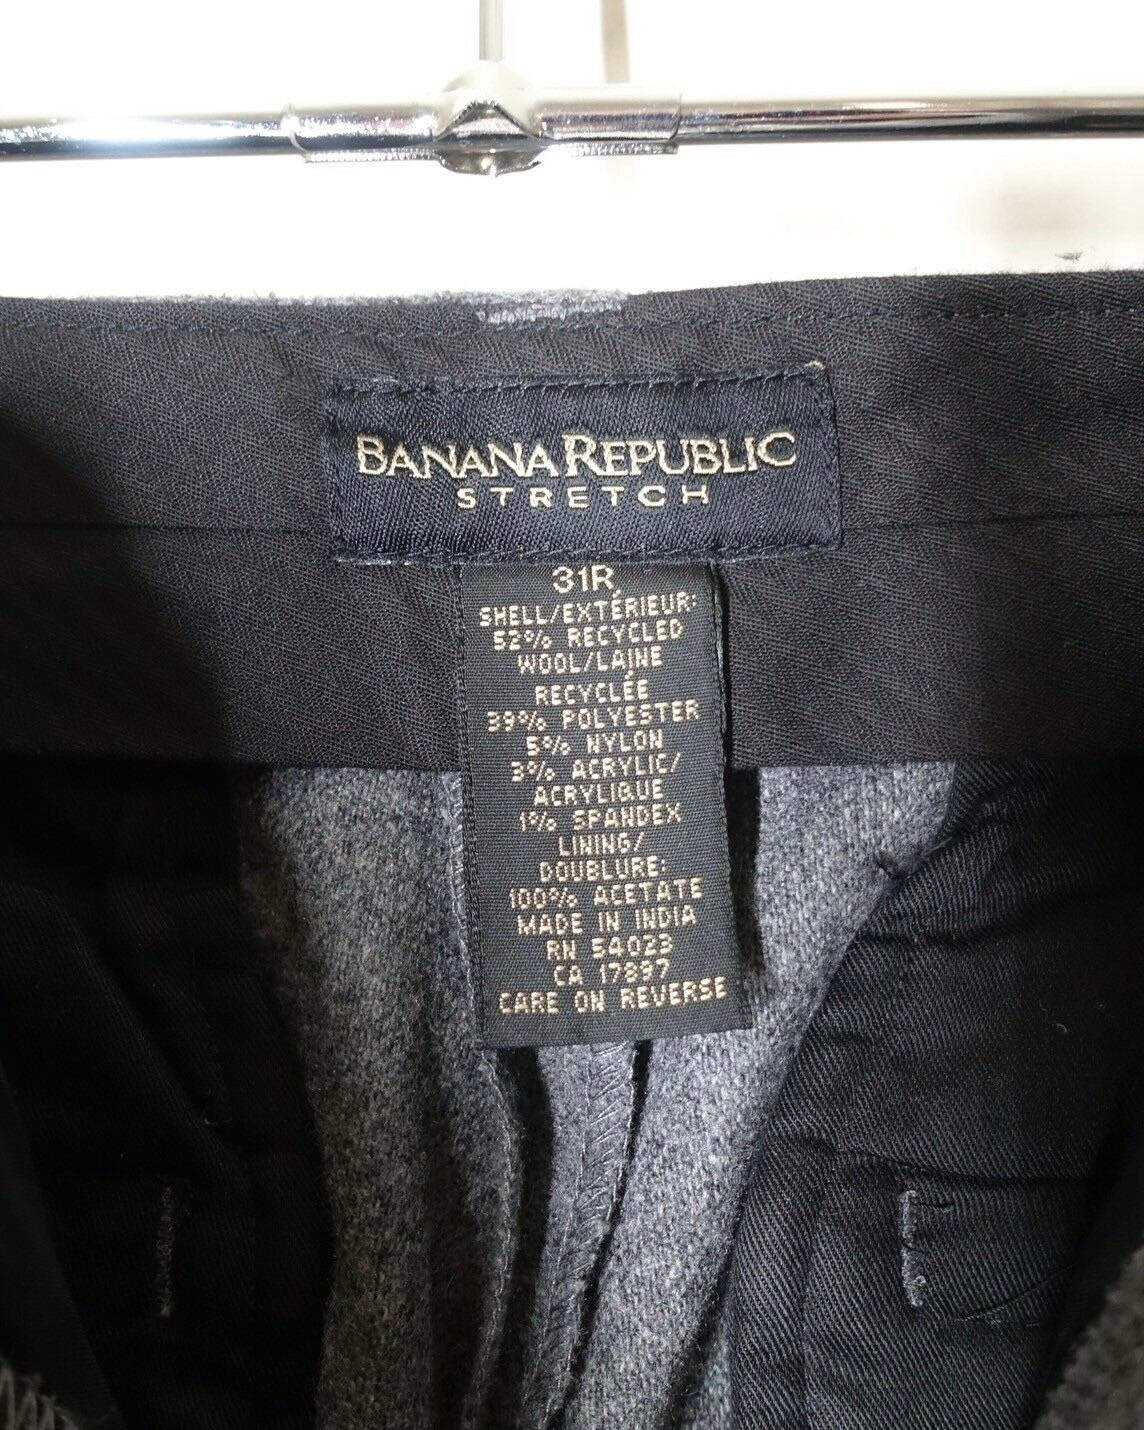 BANANA REPUBLIC
STRETCH
31R
SHELL/EXTÉRIEUR:
52% RECYCLED
WOOL/LAINE
RECYCLÉE
39% POLYESTER
5% NYLON
3% ACRYLIC/
ACRYLIQUE
1% SPANDEX
LINING/
DOUBLURE:
100% ACETATE
MADE IN INDIA
RN 54023
CA 17897
CARE ON REVERSE